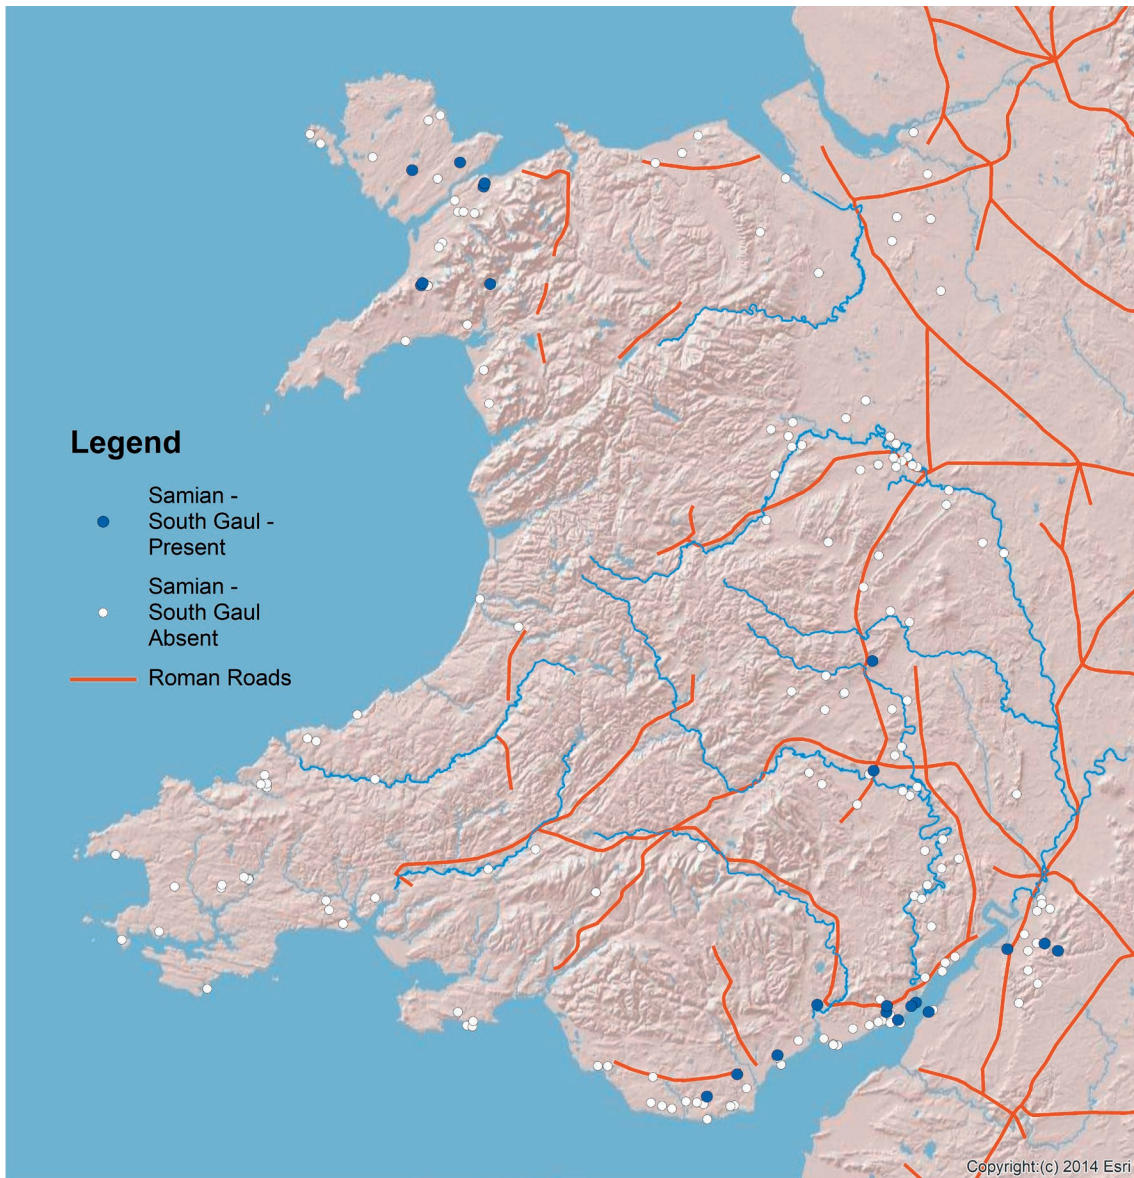 Legend
Samian -
South Gaul -
Present
Samian -
South Gaul
Absent
Roman Roads
Copyright:(c) 2014 Esri